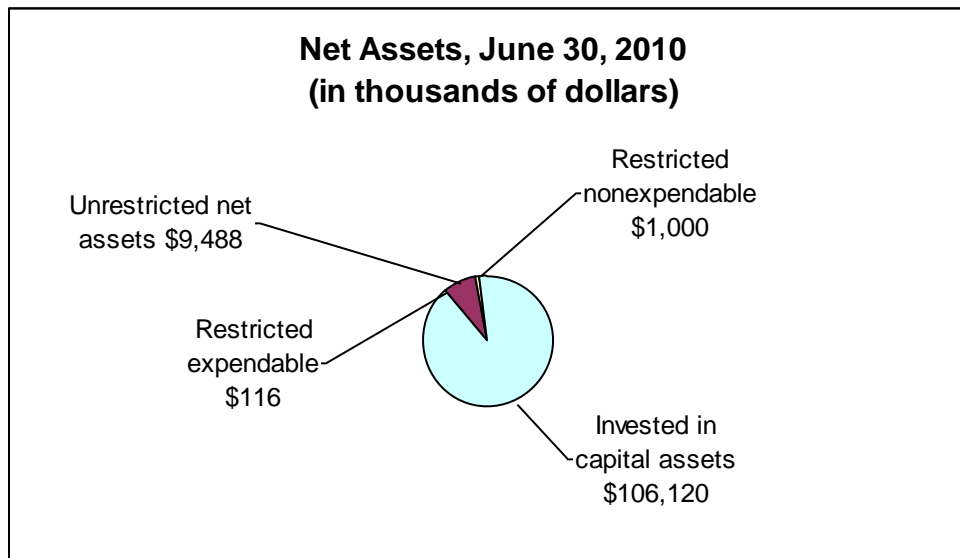 Net Assets, June 30, 2010
(in thousands of dollars)
Restricted
nonexpendable
$1,000
Unrestricted net
assets $9,488
Restricted
expendable
$116
Invested in
capital assets
$106,120